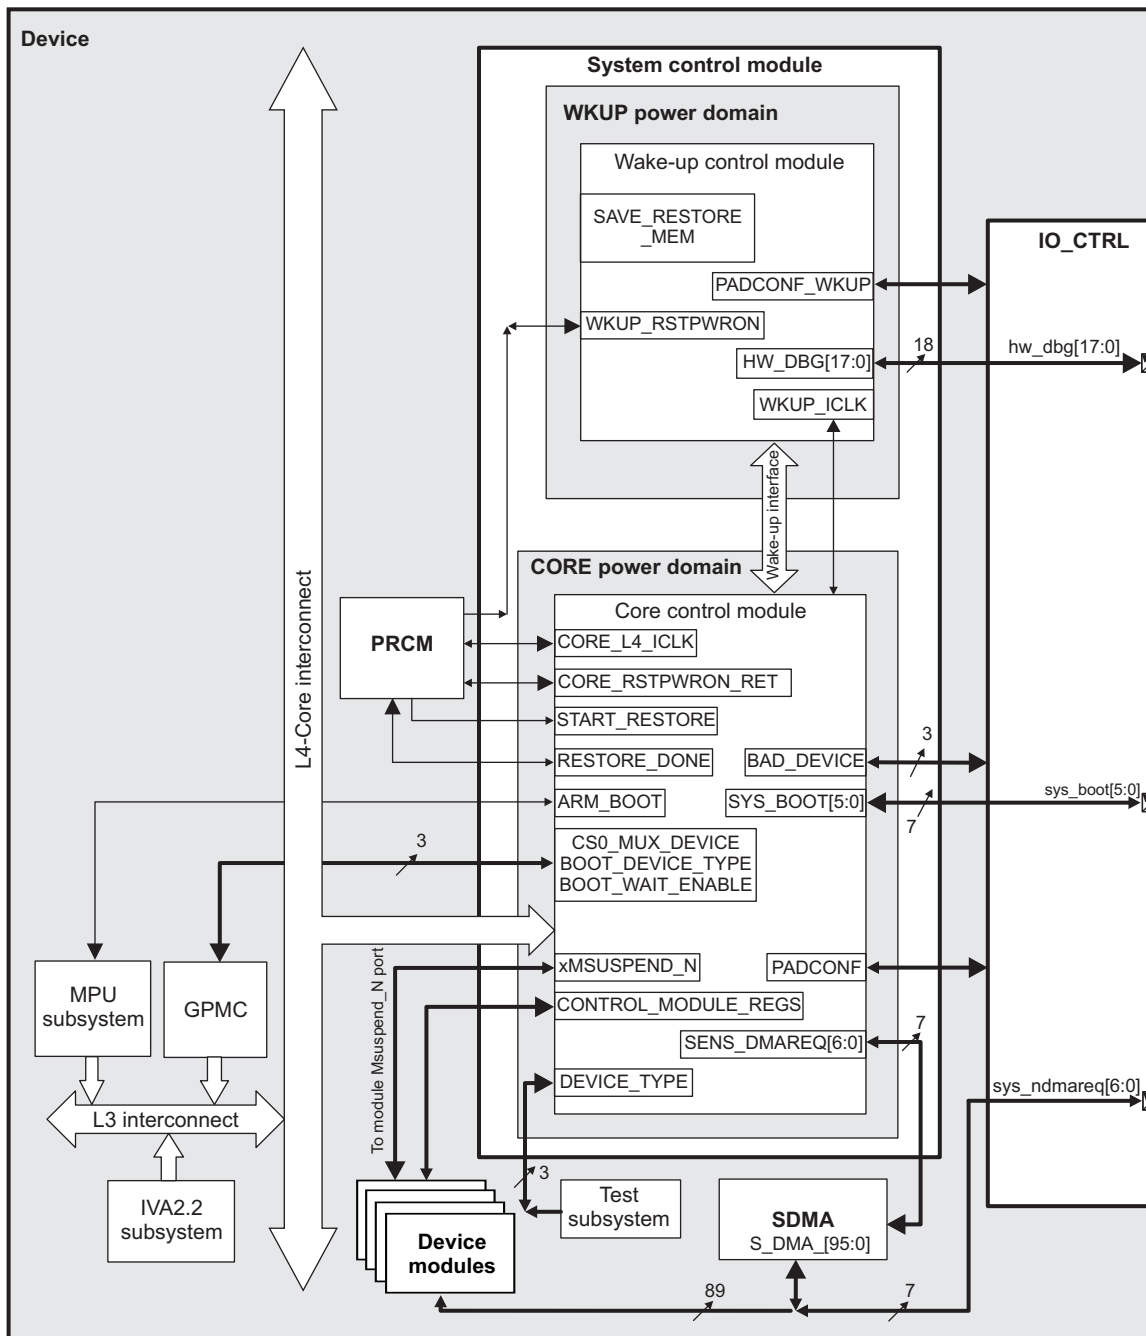 Device
System control module
WKUP power domain
Wake-up control module
SAVE_RESTORE
_MEM
IO_CTRL
PADCONF_WKUP
WKUP_RSTPWRON
18
hw_dbg[17:0]
HW_DBG[17:0]
WKUP_ICLK
Wake-up interface
CORE power domain
Core control module
L4-Core interconnect
PRCM
CORE_L4_ICLK
CORE_RSTPWRON_RET
START_RESTORE
3
RESTORE_DONE
BAD_DEVICE
sys_boot[5:0]
ARM_BOOT
SYS_BOOT[5:0]
7
3
CS0_MUX_DEVICE
BOOT_DEVICE_TYPE
BOOT_WAIT_ENABLE
To module Msuspend_N port
xMSUSPEND_N
PADCONF
MPU
subsystem
GPMC
CONTROL_MODULE_REGS
7
SENS_DMAREQ[6:0]
DEVICE_TYPE
sys_ndmareq[6:0]
L3 interconnect
3
IVA2.2
subsystem
Test
subsystem
SDMA
S_DMA_[95:0]
Device
modules
89
7